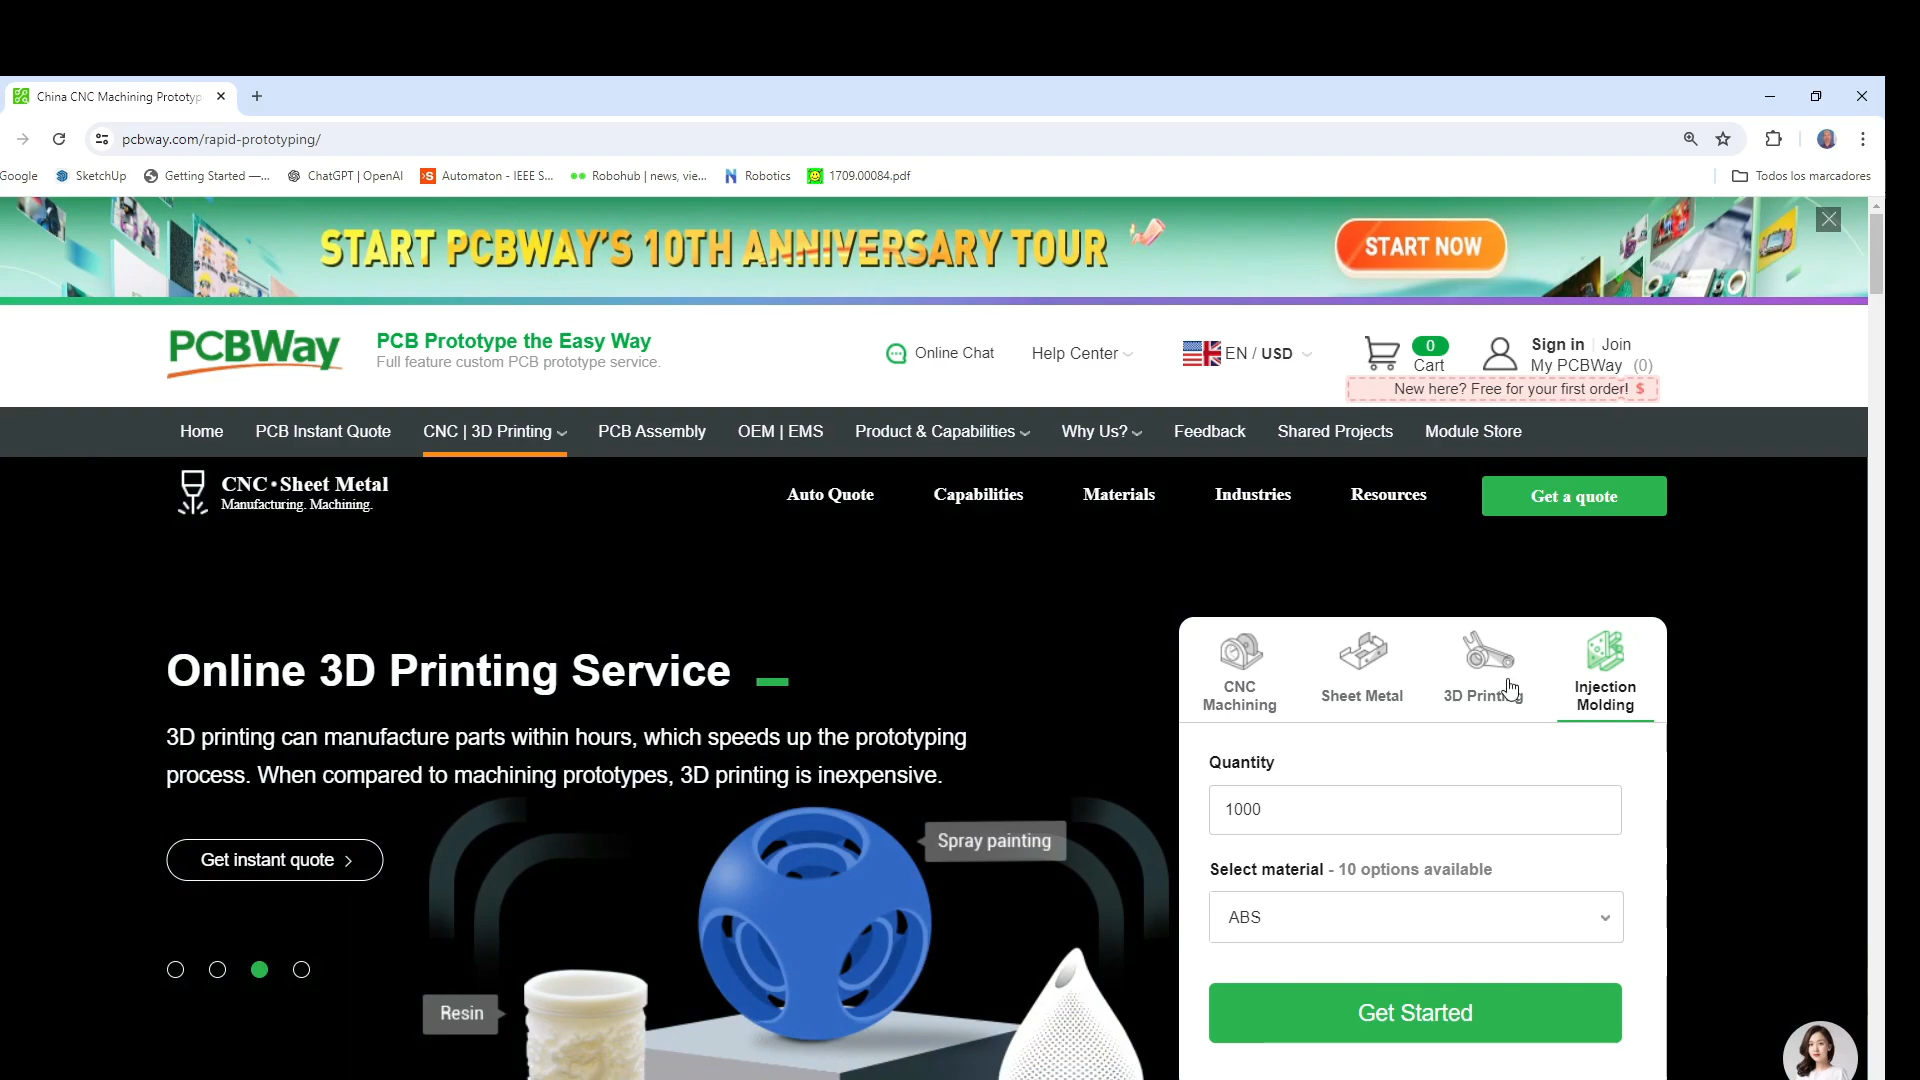 China CNC Machining Prototyp
pcbway.com/rapid-prototyping/
Google SketchUp Getting Started —... ChatGPT | OpenAI Automaton - IEEE S... Robohub | news, vie... Robotics 1709.00084.pdf Todos los marcadores
START PCBWAY'S 10TH ANNIVERSARY TOUR START NOW
PCBWay
PCB Prototype the Easy Way
Full feature custom PCB prototype service.
Online Chat Help Center EN / USD 0 Cart Sign in Join
My PCBWay (0)
New here? Free for your first order! $
Home PCB Instant Quote CNC | 3D Printing PCB Assembly OEM | EMS Product & Capabilities Why Us? Feedback Shared Projects Module Store
CNC•Sheet Metal
Manufacturing. Machining.
Auto Quote Capabilities Materials Industries Resources Get a quote
Online 3D Printing Service
3D printing can manufacture parts within hours, which speeds up the prototyping
process. When compared to machining prototypes, 3D printing is inexpensive.
Get instant quote
Spray painting
Resin
CNC
Machining
Sheet Metal
3D Printing
Injection
Molding
Quantity
1000
Select material - 10 options available
ABS
Get Started